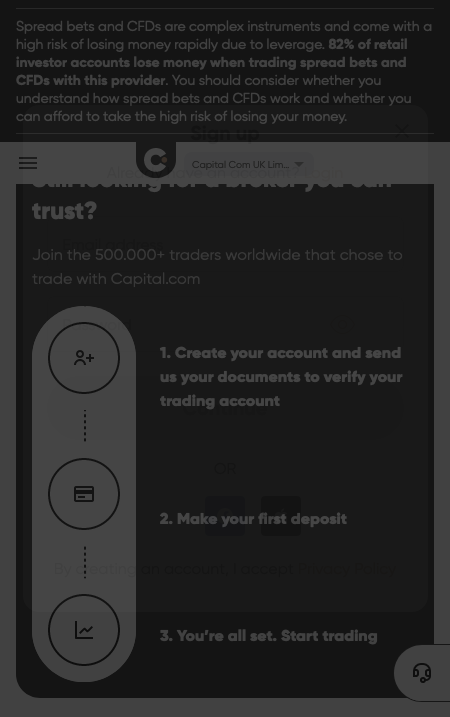 Spread bets and CFDs are complex instruments and come with a
high risk of losing money rapidly due to leverage. 82% of retail
investor accounts lose money when trading spread bets and
CFDs with this provider. You should consider whether you
understand how spread bets and CFDs work and whether you
can afford to take the high risk of losing your money.
Sign up
Capital Com UK Lim...
Still looking for a broker you can
trust?
Join the 500.000+ traders worldwide that chose to
trade with Capital.com
1. Create your account and send
us your documents to verify your
trading account
OR
2. Make your first deposit
By creating an account, I accept Privacy Policy
3. You're all set. Start trading